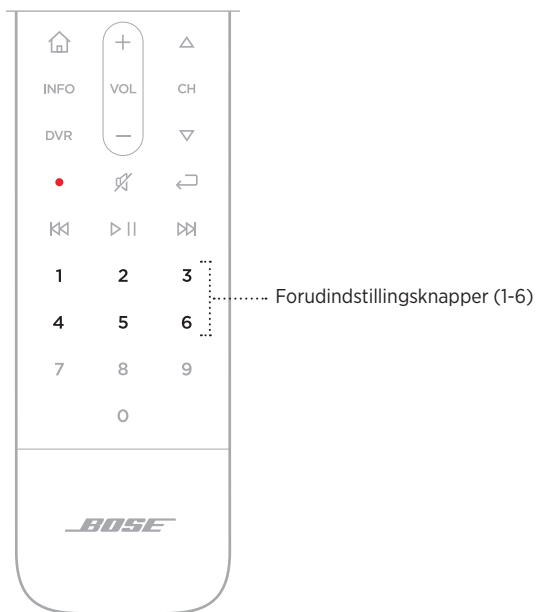 INFO VOL CH
DVR
1 2 3
Forudindstillingsknapper (1-6)
4 5 6
7 8 9
0
BOSE